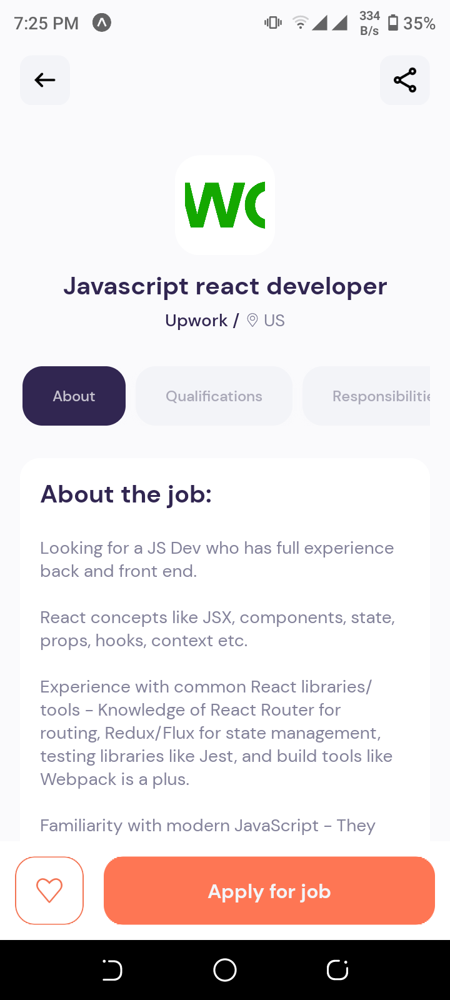 7:25 PM
334
B/s
35%
WO
Javascript react developer
Upwork / US
About
Qualifications
Responsibilitie
About the job:
Looking for a JS Dev who has full experience
back and front end.
React concepts like JSX, components, state,
props, hooks, context etc.
Experience with common React libraries/
tools - Knowledge of React Router for
routing, Redux/Flux for state management,
testing libraries like Jest, and build tools like
Webpack is a plus.
Familiarity with modern JavaScript - They
Apply for job